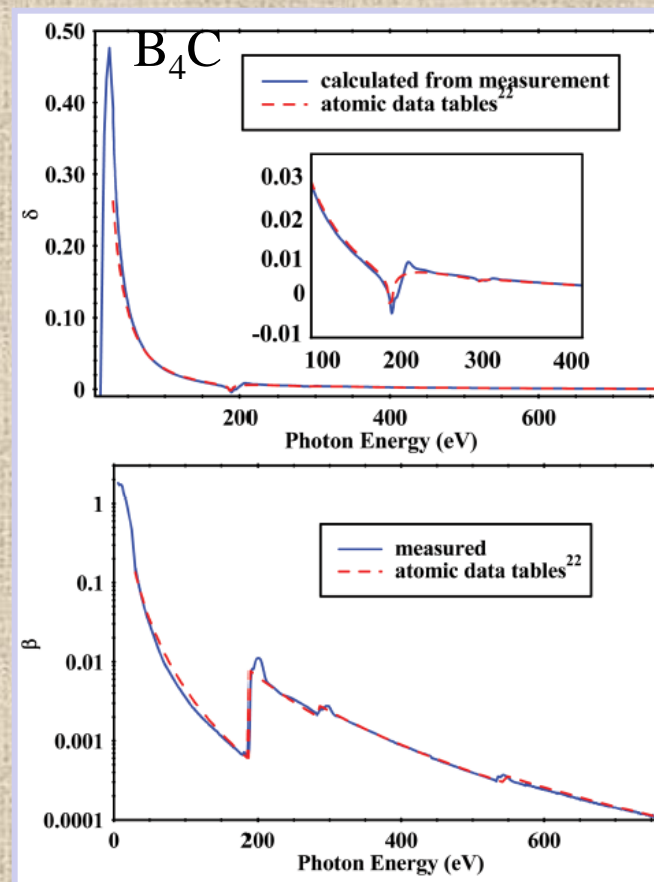 B₄C
0.50
0.40
0.30
0.20
0.10
0
δ
calculated from measurement
atomic data tables²²
0.03
0.02
0.01
0
-0.01
100 200 300 400
200 400 600
Photon Energy (eV)
1
0.1
0.01
0.001
0.0001
β
measured
atomic data tables²²
0 200 400 600
Photon Energy (eV)